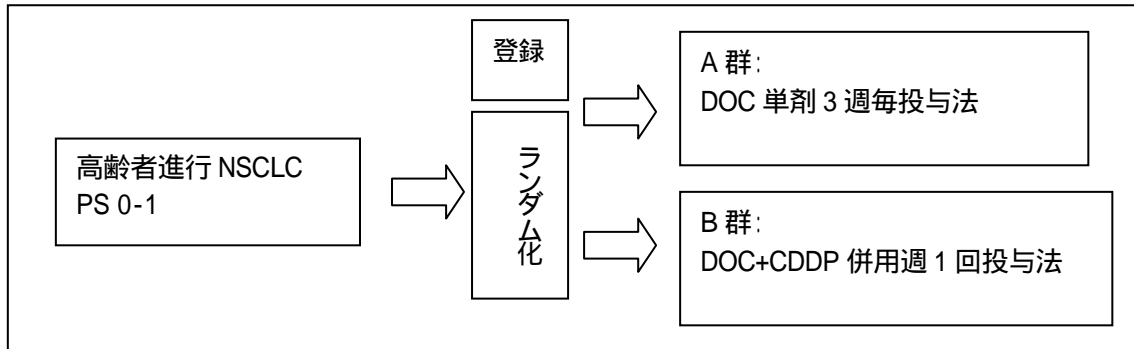 高齢者進行 NSCLC
PS 0-1
登録
ランダム化
A 群:
DOC 単剤 3 週毎投与法
B 群:
DOC+CDDP 併用週 1 回投与法